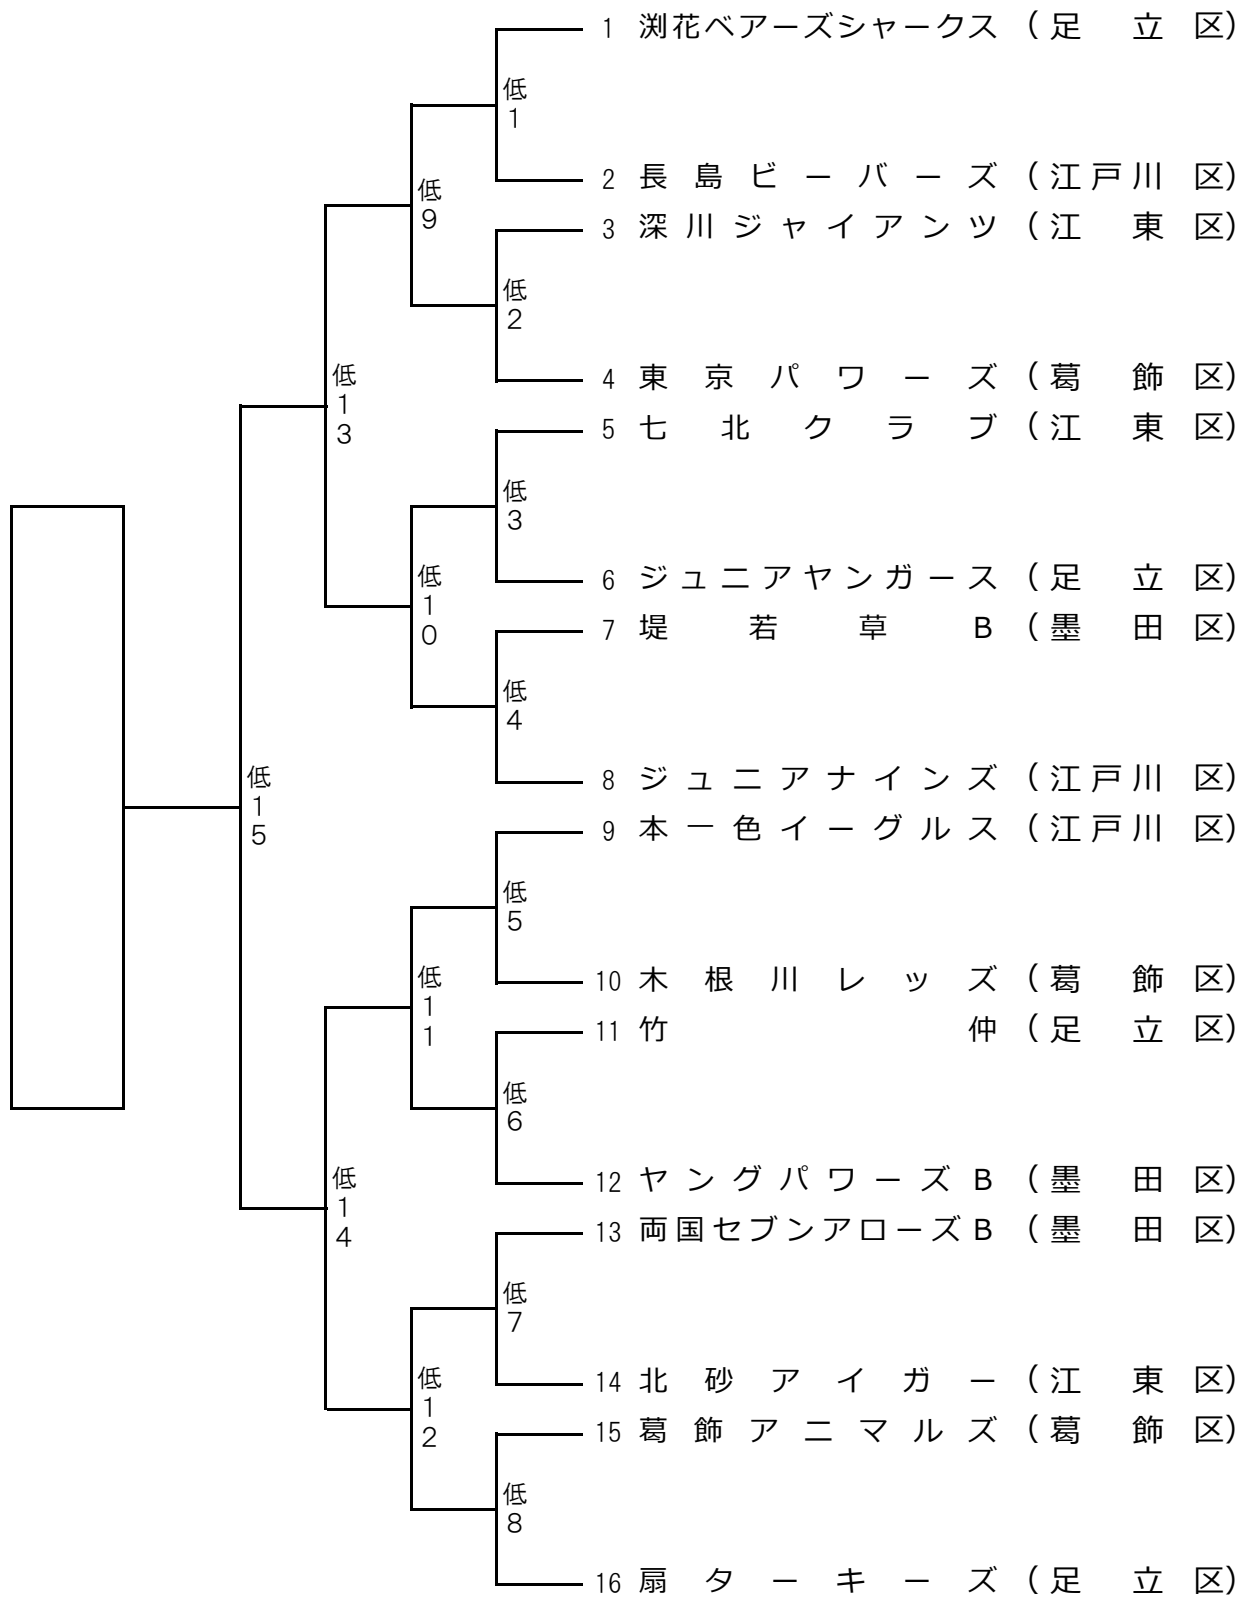 1 渕花ベアーズシャークス (足立区)
低1
2 長島ビーバーズ (江戸川区)
低9
3 深川ジャイアンツ (江東区)
低2
4 東京パワーズ (葛飾区)
低13
5 七北クラブ (江東区)
低3
6 ジュニアヤンガース (足立区)
低10
7 堤若草B (墨田区)
低4
8 ジュニアナインズ (江戸川区)
低15
9 本一色イーグルス (江戸川区)
低5
10 木根川レッズ (葛飾区)
低11
11 竹仲 (足立区)
低6
12 ヤングパワーズB (墨田区)
低14
13 両国セブンアローズB (墨田区)
低7
14 北砂アイガー (江東区)
低12
15 葛飾アニマルズ (葛飾区)
低8
16 扇ターキーズ (足立区)